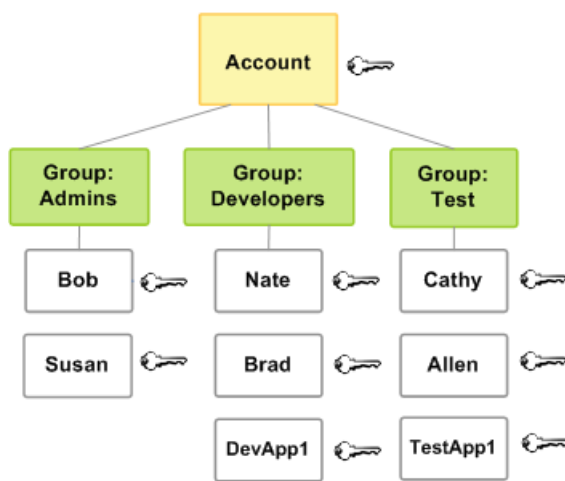 Account
Group:
Admins
Group:
Developers
Group:
Test
Bob
Nate
Cathy
Susan
Brad
Allen
DevApp1
TestApp1